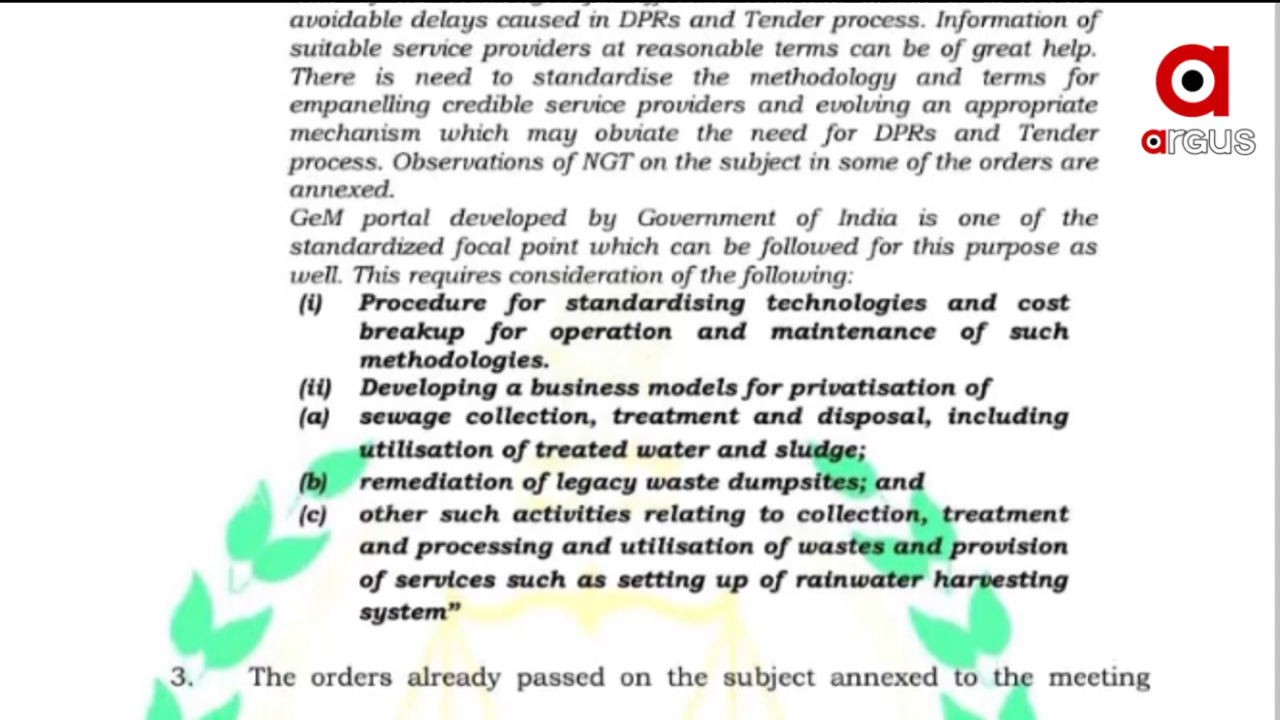 avoidable delays caused in DPRs and Tender process. Information of
suitable service providers at reasonable terms can be of great help.
There is need to standardise the methodology and terms for
empanelling credible service providers and evolving an appropriate
mechanism which may obviate the need for DPRs and Tender
process. Observations of NGT on the subject in some of the orders are
annexed.
GeM portal developed by Government of India is one of the
standardized focal point which can be followed for this purpose as
well. This requires consideration of the following:
(i) Procedure for standardising technologies and cost
breakup for operation and maintenance of such
methodologies.
(ii) Developing a business models for privatisation of
(a) sewage collection, treatment and disposal, including
utilisation of treated water and sludge;
(b) remediation of legacy waste dumpsites; and
(c) other such activities relating to collection, treatment
and processing and utilisation of wastes and provision
of services such as setting up of rainwater harvesting
system”
3. The orders already passed on the subject annexed to the meeting
a
argus